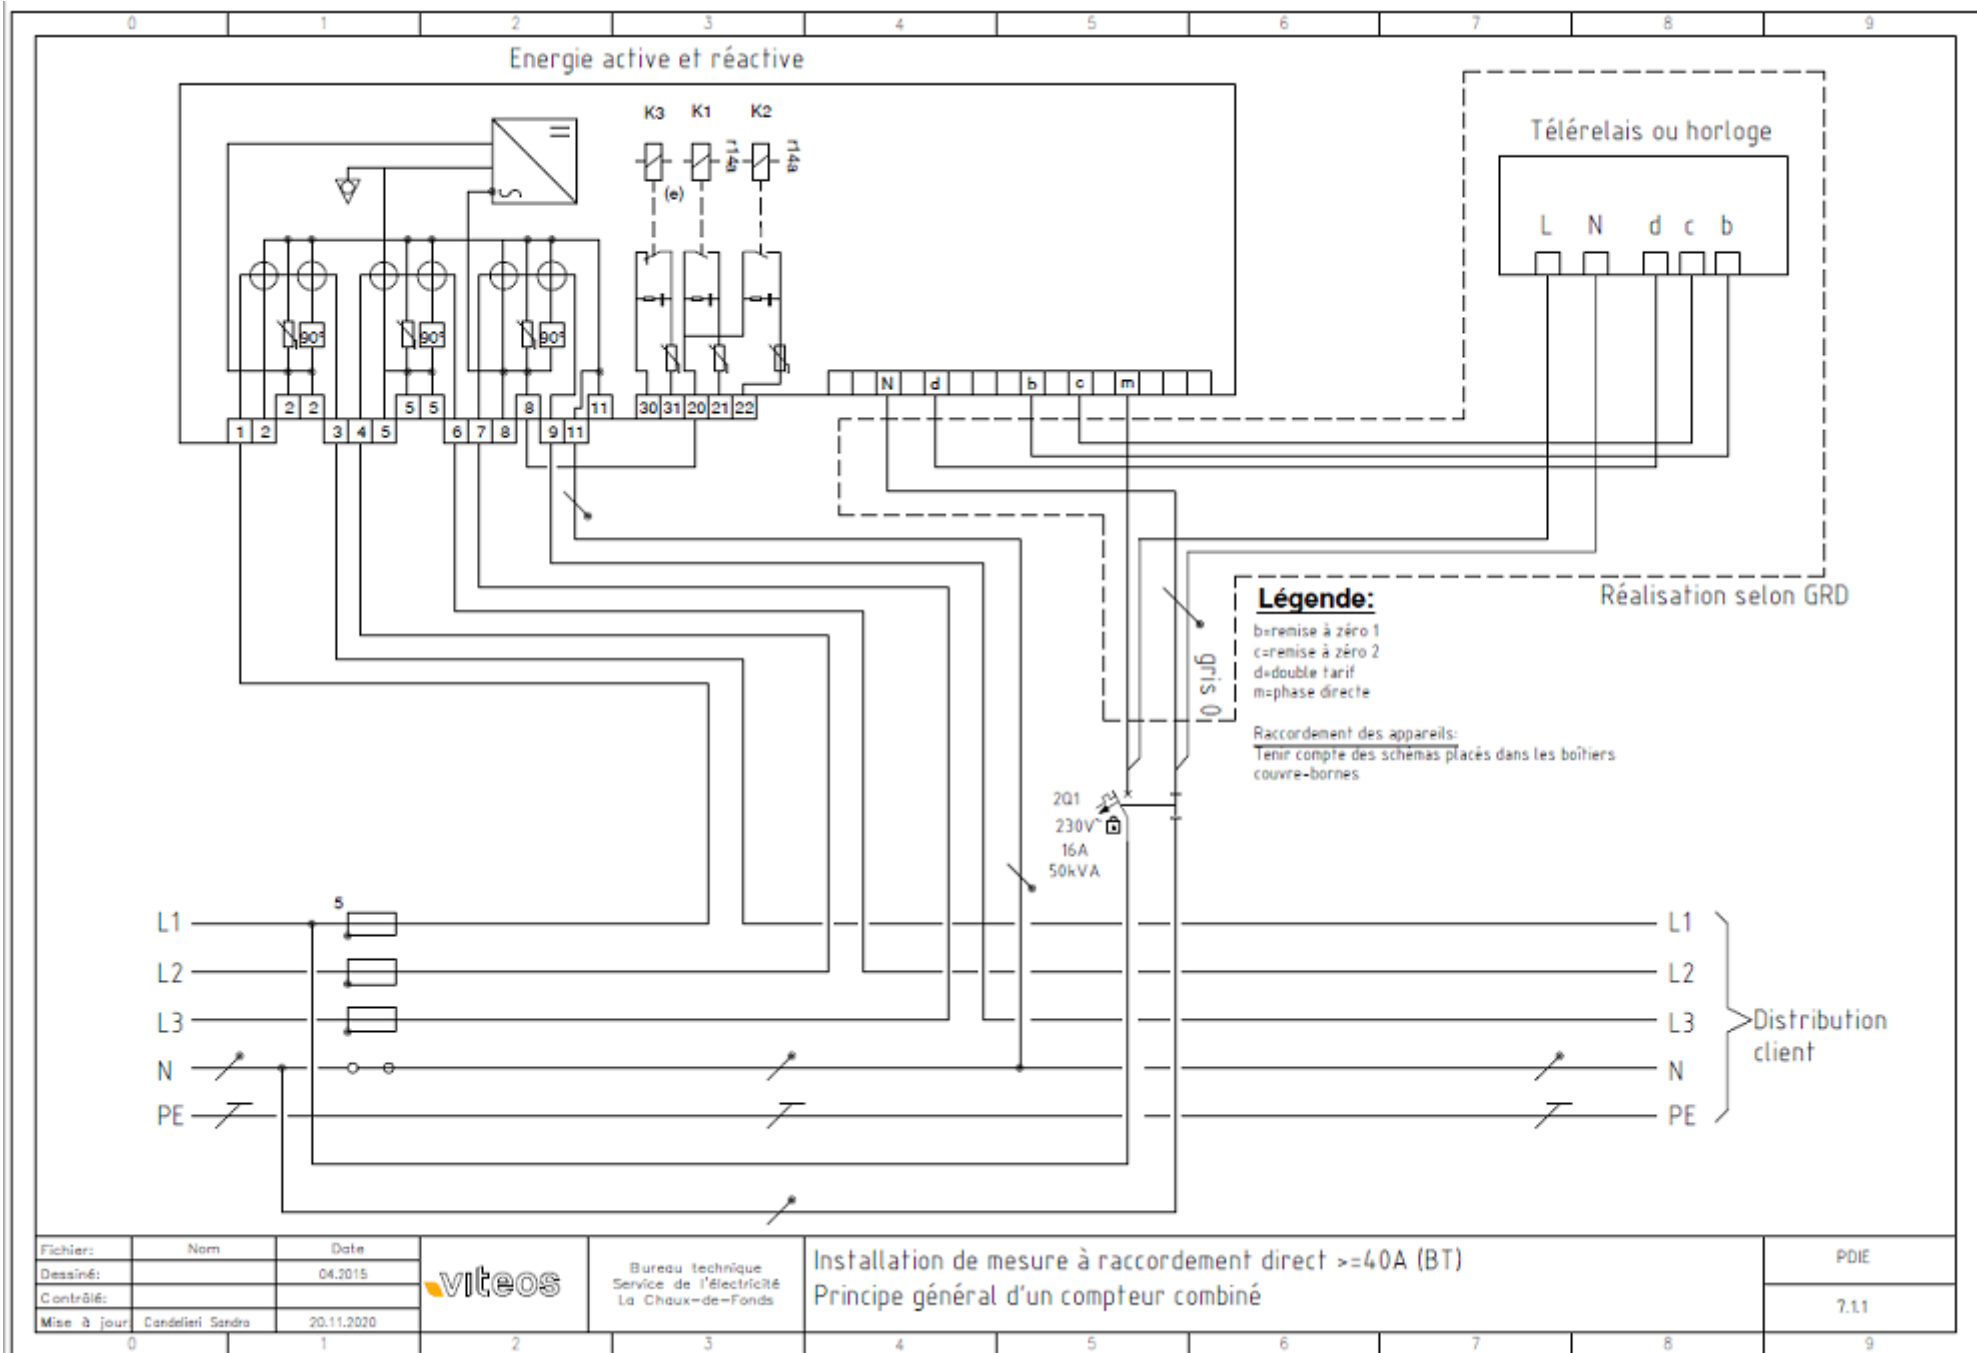 0 1 2 3 4 5 6 7 8 9
Energie active et réactive
K3 K1 K2
r14a r14a
(e)
Télérelais ou horloge
L N d c b
90° 90° 90°
N d b c m
2 2 5 5 8 11 30 31 20 21 22
1 2 3 4 5 6 7 8 9 11
Réalisation selon GRD
Légende:
b=remise à zéro 1
c=remise à zéro 2
d=double tarif
m=phase directe
gris 0
Raccordement des appareils:
Tenir compte des schémas placés dans les boîtiers
couvre-bornes
2Q1
230V~
16A
50kVA
5
L1 L1
L2 L2
L3 L3
N N
PE PE
Distribution
client
Fichier: Nom Date
Dessiné: 04.2015
Contrôlé:
Mise à jour: Candelieri Sandro 20.11.2020
viteos
Bureau technique
Service de l'électricité
La Chaux-de-Fonds
Installation de mesure à raccordement direct >=40A (BT)
Principe général d'un compteur combiné
PDIE
7.1.1
0 1 2 3 4 5 6 7 8 9